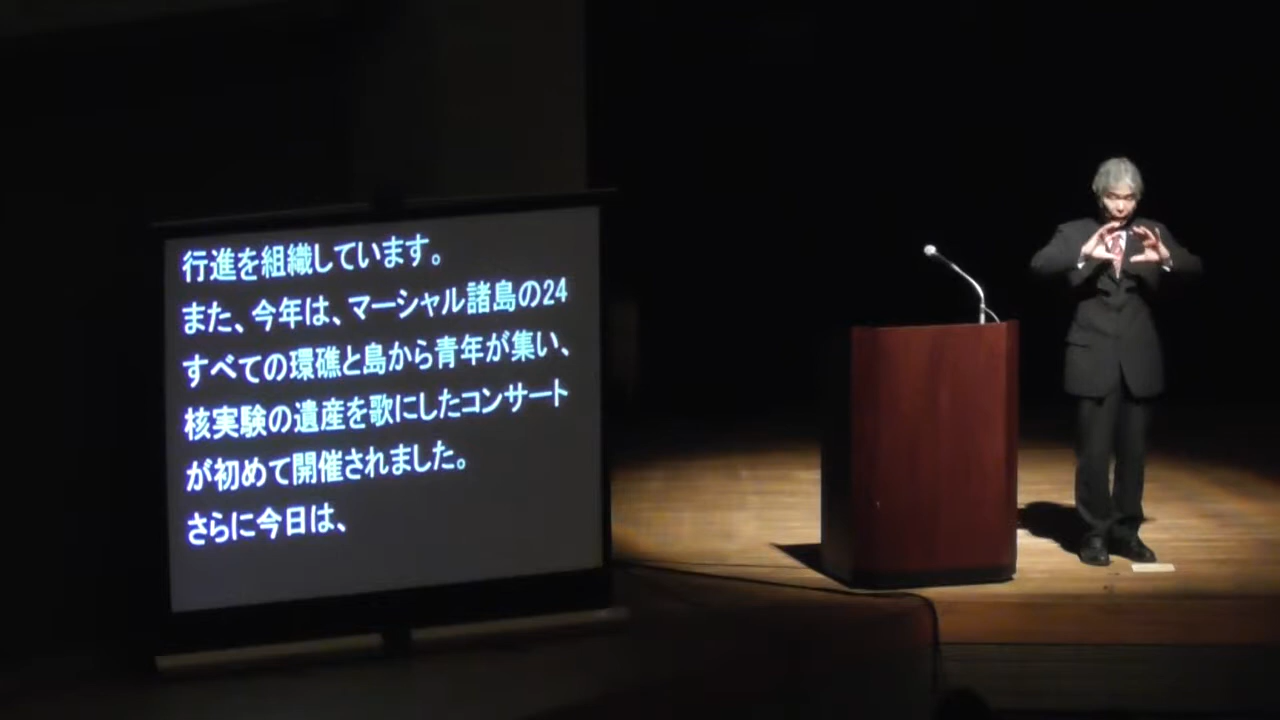 行進を組織しています。
また、今年は、マーシャル諸島の24
すべての環礁と島から青年が集い、
核実験の遺産を歌にしたコンサート
が初めて開催されました。
さらに今日は、